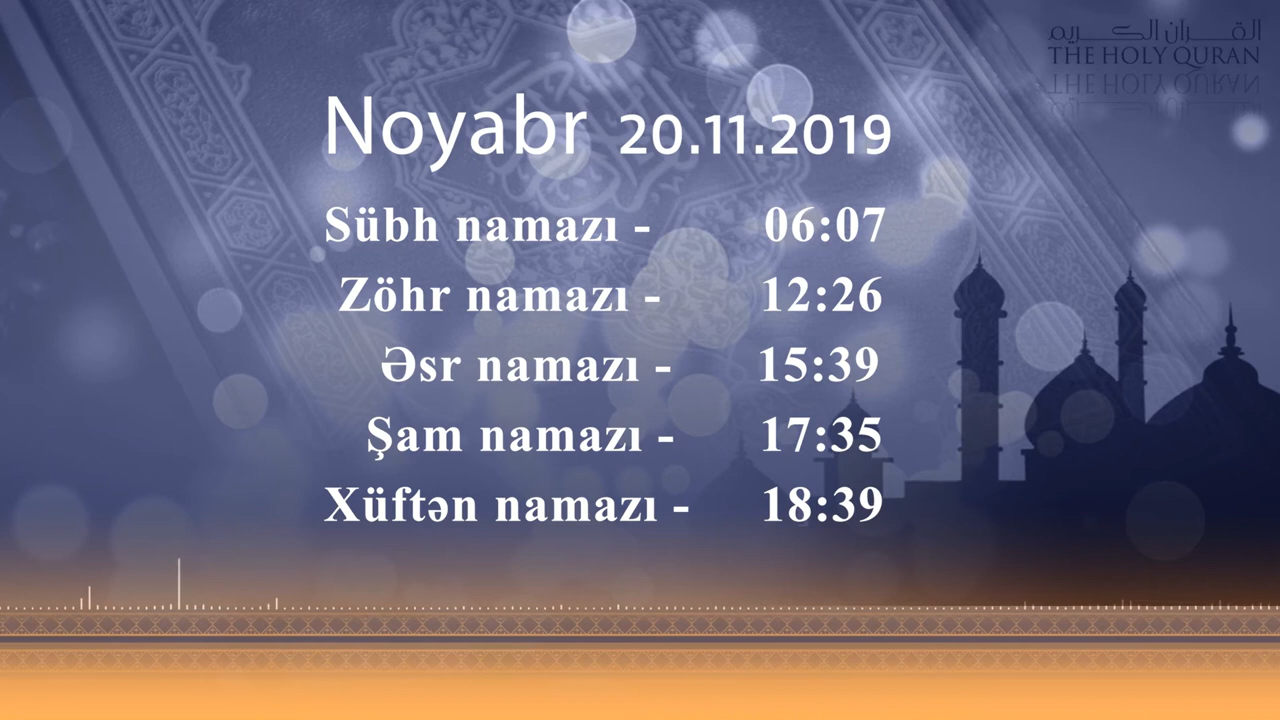 القرآن الكريم
THE HOLY QURAN
Noyabr 20.11.2019
Sübh namazı - 06:07
Zöhr namazı - 12:26
Əsr namazı - 15:39
Şam namazı - 17:35
Xüftən namazı - 18:39